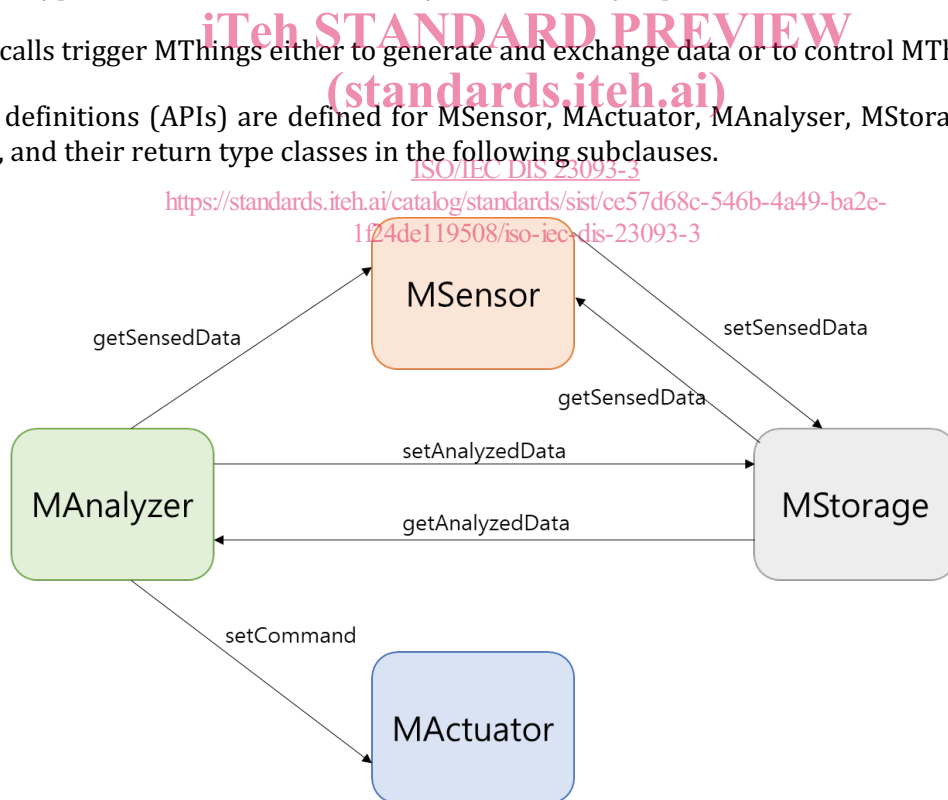 iTeh STANDARD PREVIEW
calls trigger MThings either to generate and exchange data or to control MTh
(standards.iteh.ai)
definitions (APIs) are defined for MSensor, MActuator, MAnalyser, MStora
, and their return type classes in the following subclauses.
ISO/IEC DIS 23093-3
https://standards.iteh.ai/catalog/standards/sist/ce57d68c-546b-4a49-ba2e-
1f24de119508/iso-iec-dis-23093-3
MSensor
getSensedData
setSensedData
getSensedData
setAnalyzedData
MAnalyzer
MStorage
getAnalyzedData
setCommand
MActuator